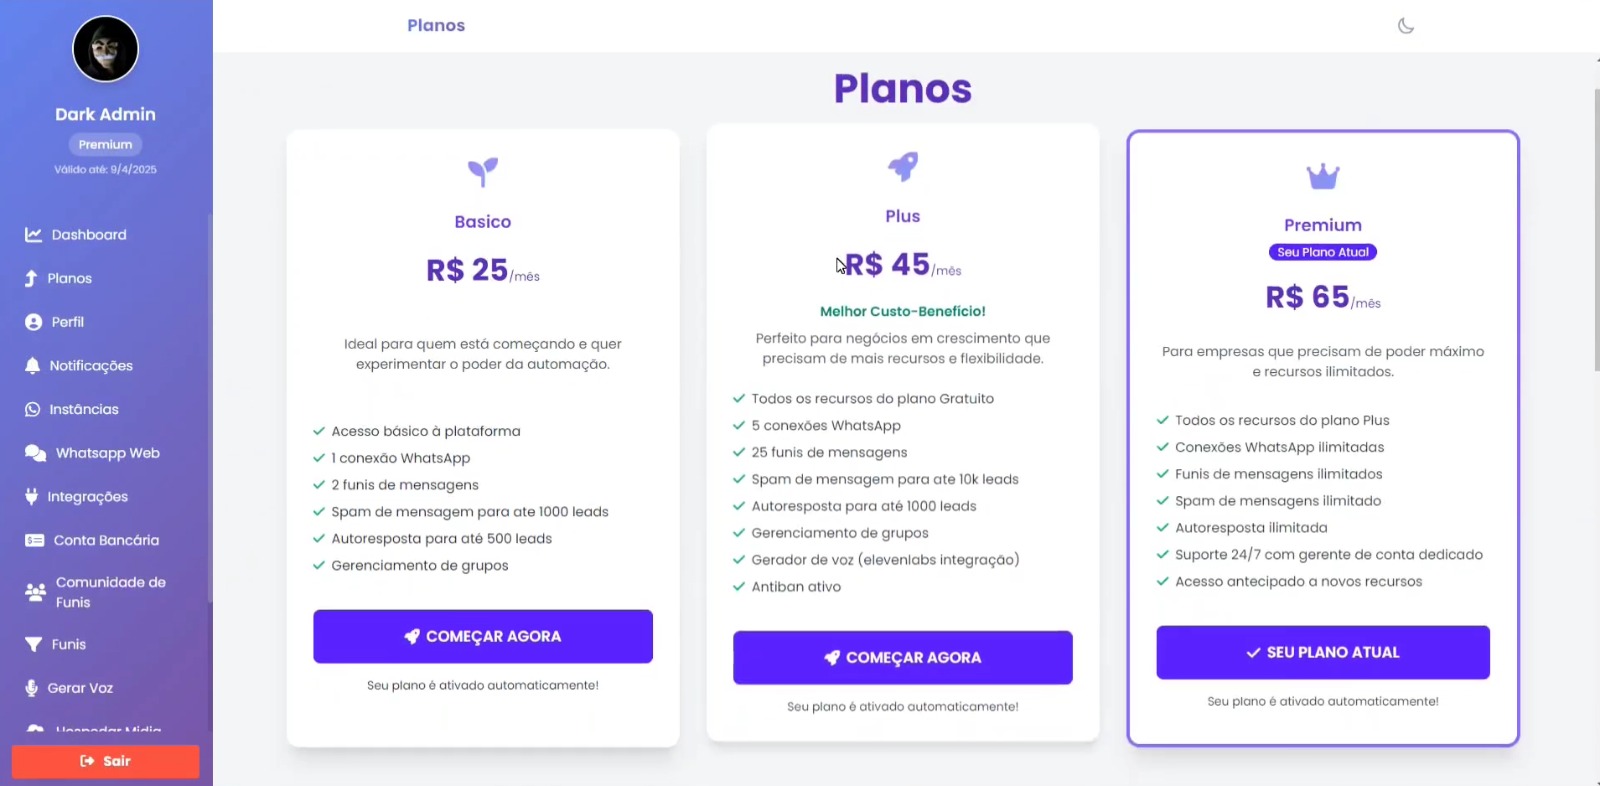 Dark Admin
Premium
Válido até: 9/4/2025
Dashboard
Planos
Perfil
Notificações
Instâncias
Whatsapp Web
Integrações
Conta Bancária
Comunidade de
Funis
Funis
Gerar Voz
Hospedar Midia
Sair
Planos
Planos
Basico
R$ 25/mês
Ideal para quem está começando e quer
experimentar o poder da automação.
Acesso básico à plataforma
1 conexão WhatsApp
2 funis de mensagens
Spam de mensagem para ate 1000 leads
Autoresposta para até 500 leads
Gerenciamento de grupos
COMEÇAR AGORA
Seu plano é ativado automaticamente!
Plus
R$ 45/mês
Melhor Custo-Benefício!
Perfeito para negócios em crescimento que
precisam de mais recursos e flexibilidade.
Todos os recursos do plano Gratuito
5 conexões WhatsApp
25 funis de mensagens
Spam de mensagem para ate 10k leads
Autoresposta para até 1000 leads
Gerenciamento de grupos
Gerador de voz (elevenlabs integração)
Antiban ativo
COMEÇAR AGORA
Seu plano é ativado automaticamente!
Premium
Seu Plano Atual
R$ 65/mês
Para empresas que precisam de poder máximo
e recursos ilimitados.
Todos os recursos do plano Plus
Conexões WhatsApp ilimitadas
Funis de mensagens ilimitados
Spam de mensagens ilimitado
Autoresposta ilimitada
Suporte 24/7 com gerente de conta dedicado
Acesso antecipado a novos recursos
SEU PLANO ATUAL
Seu plano é ativado automaticamente!